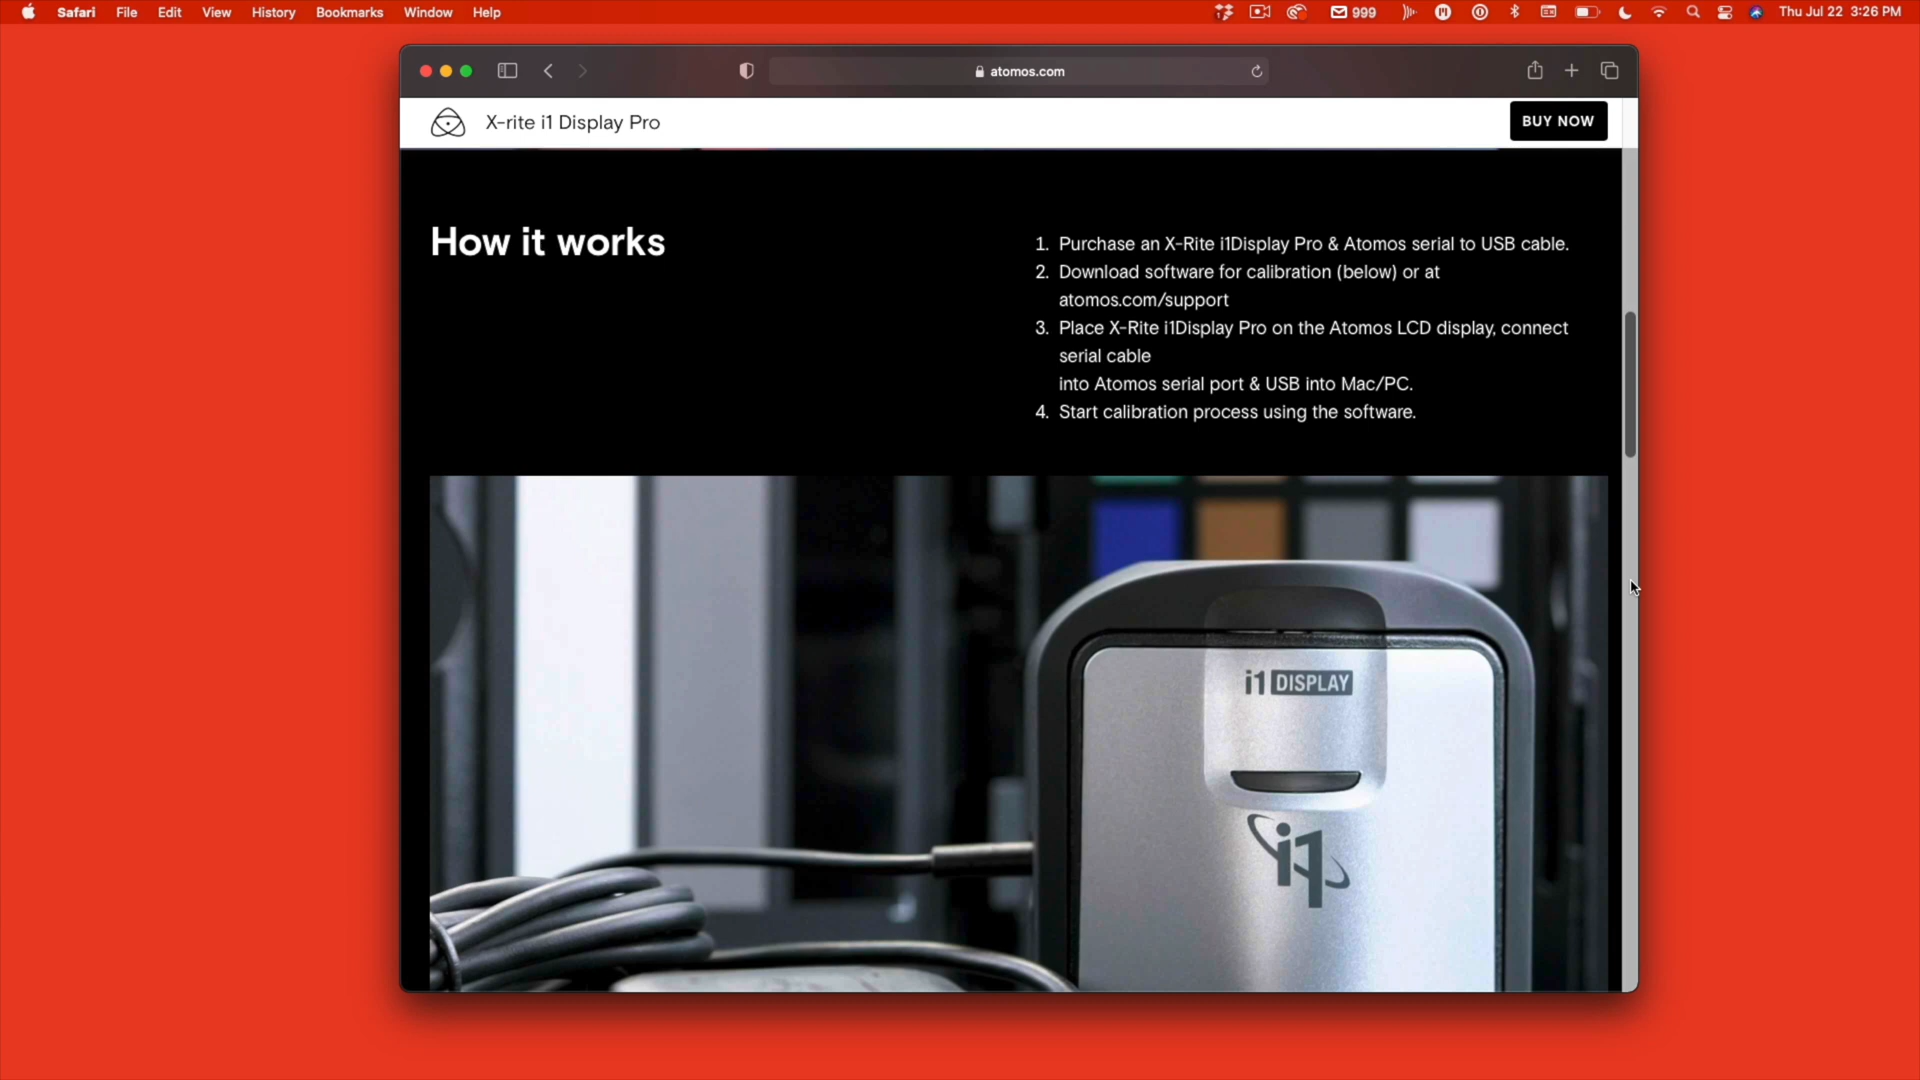 Safari File Edit View History Bookmarks Window Help 999 Thu Jul 22 3:26 PM
atomos.com
X-rite i1 Display Pro BUY NOW
How it works
1. Purchase an X-Rite i1Display Pro & Atomos serial to USB cable.
2. Download software for calibration (below) or at
atomos.com/support
3. Place X-Rite i1Display Pro on the Atomos LCD display, connect
serial cable
into Atomos serial port & USB into Mac/PC.
4. Start calibration process using the software.
i1 DISPLAY
i1